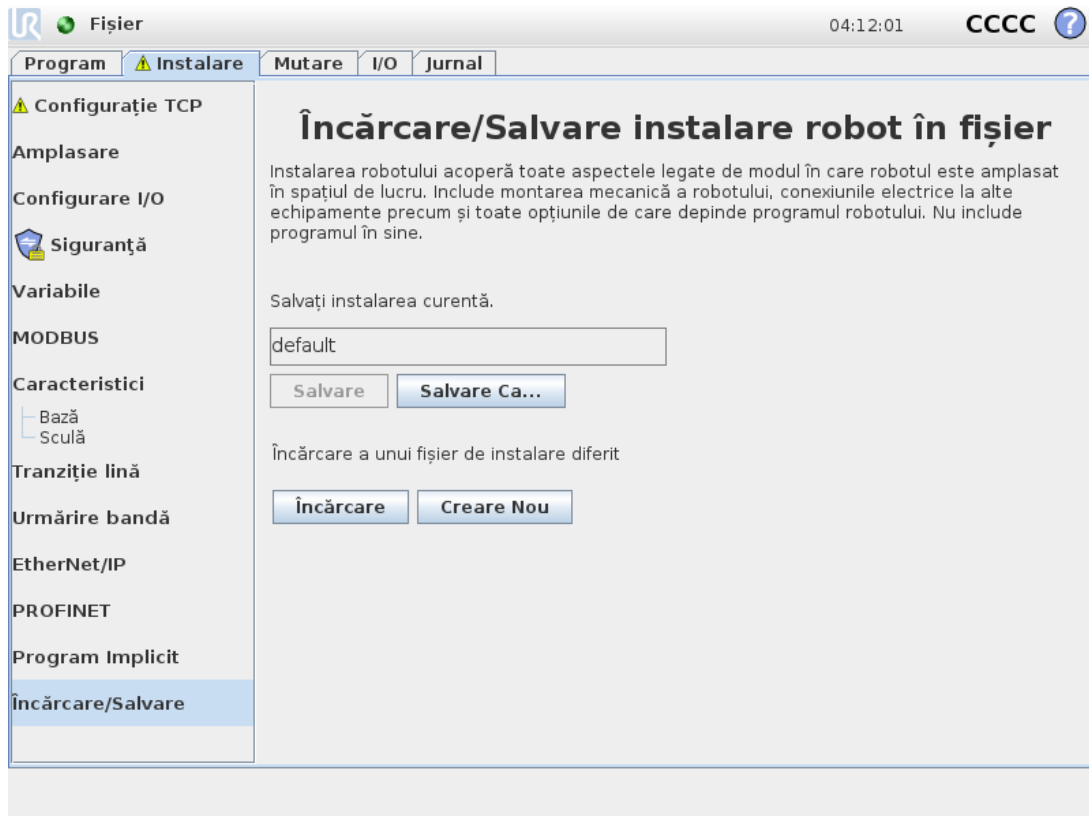 Fișier
04:12:01
CCCC
?
Program
Instalare
Mutare
I/O
Jurnal
Configurație TCP
Amplasare
Configurare I/O
Siguranță
Variabile
MODBUS
Caracteristici
Bază
Sculă
Tranziție lină
Urmărire bandă
EtherNet/IP
PROFINET
Program Implicit
Încărcare/Salvare
Încărcare/Salvare instalare robot în fișier
Instalarea robotului acoperă toate aspectele legate de modul în care robotul este amplasat
în spațiul de lucru. Include montarea mecanică a robotului, conexiunile electrice la alte
echipamente precum și toate opțiunile de care depinde programul robotului. Nu include
programul în sine.
Salvați instalarea curentă.
default
Salvare
Salvare Ca...
Încărcare a unui fișier de instalare diferit
Încărcare
Creare Nou